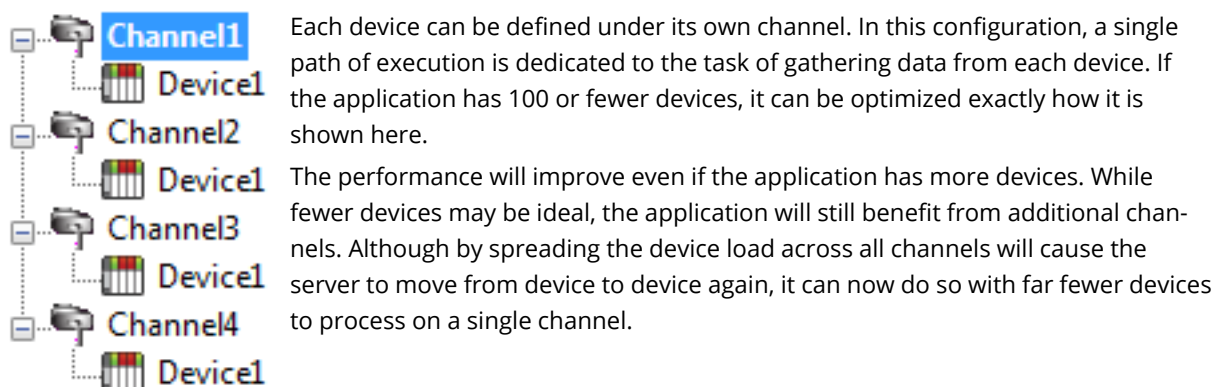 Channel1
Device1
Channel2
Device1
Channel3
Device1
Channel4
Device1
Each device can be defined under its own channel. In this configuration, a single
path of execution is dedicated to the task of gathering data from each device. If
the application has 100 or fewer devices, it can be optimized exactly how it is
shown here.
The performance will improve even if the application has more devices. While
fewer devices may be ideal, the application will still benefit from additional chan-
nels. Although by spreading the device load across all channels will cause the
server to move from device to device again, it can now do so with far fewer devices
to process on a single channel.